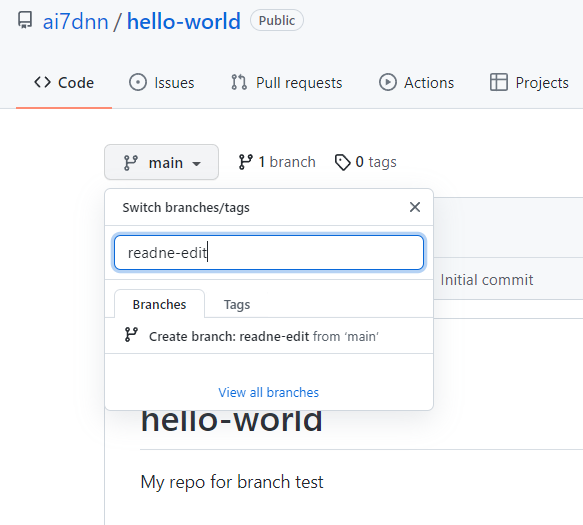 ai7dnn / hello-world Public
Code Issues Pull requests Actions Projects
main 1 branch 0 tags
Switch branches/tags
readne-edit
Initial commit
Branches Tags
Create branch: readne-edit from ‘main’
View all branches
hello-world
My repo for branch test